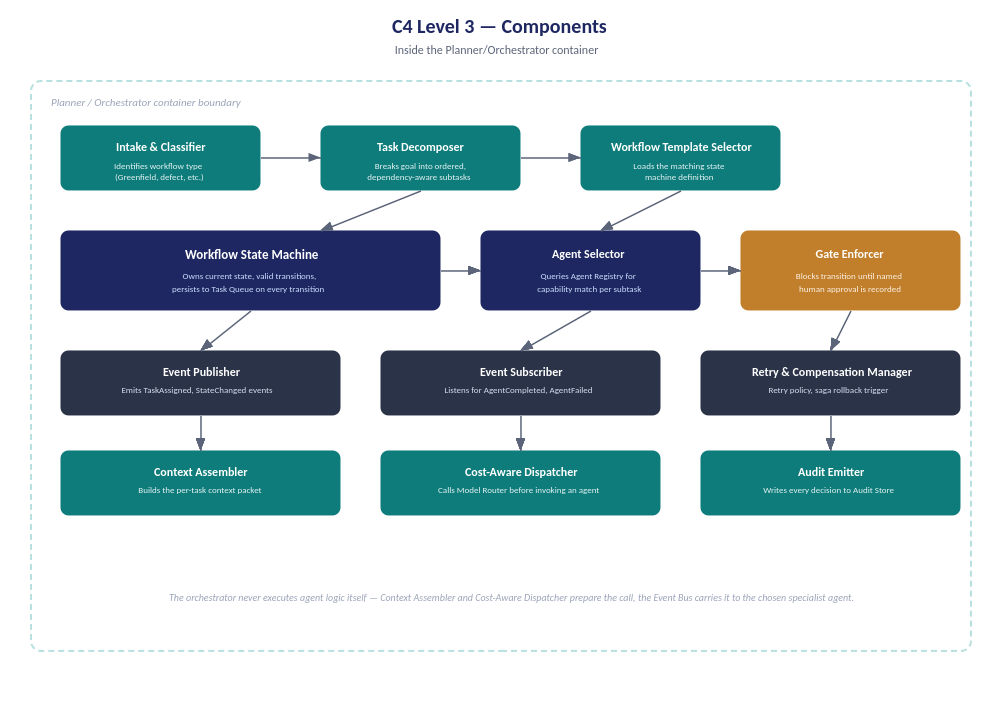 C4 Level 3 — Components
Inside the Planner/Orchestrator container
Planner / Orchestrator container boundary
Intake & Classifier
Identifies workflow type
(Greenfield, defect, etc.)
Task Decomposer
Breaks goal into ordered,
dependency-aware subtasks
Workflow Template Selector
Loads the matching state
machine definition
Workflow State Machine
Owns current state, valid transitions,
persists to Task Queue on every transition
Agent Selector
Queries Agent Registry for
capability match per subtask
Gate Enforcer
Blocks transition until named
human approval is recorded
Event Publisher
Emits TaskAssigned, StateChanged events
Event Subscriber
Listens for AgentCompleted, AgentFailed
Retry & Compensation Manager
Retry policy, saga rollback trigger
Context Assembler
Builds the per-task context packet
Cost-Aware Dispatcher
Calls Model Router before invoking an agent
Audit Emitter
Writes every decision to Audit Store
The orchestrator never executes agent logic itself — Context Assembler and Cost-Aware Dispatcher prepare the call, the Event Bus carries it to the chosen specialist agent.